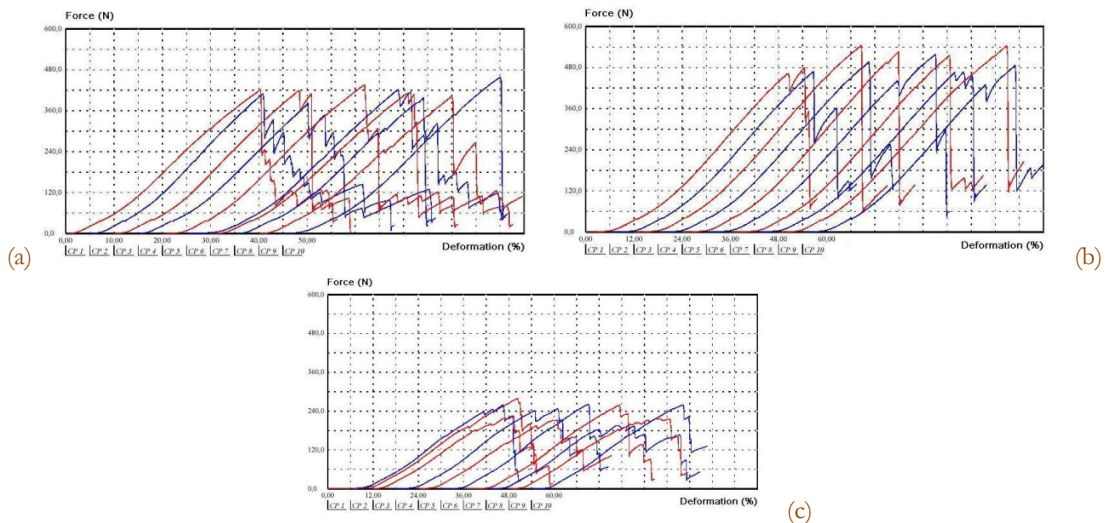 Force (N)
600,0
480,0
360,0
240,0
120,0
0,0
0,00 10,00 20,00 30,00 40,00 50,00
Deformation (%)
CP 1 CP 2 CP 3 CP 4 CP 5 CP 6 CP 7 CP 8 CP 9 CP 10
(a)
Force (N)
600,0
480,0
360,0
240,0
120,0
0,0
0,00 12,00 24,00 36,00 48,00 60,00
Deformation (%)
CP 1 CP 2 CP 3 CP 4 CP 5 CP 6 CP 7 CP 8 CP 9 CP 10
(b)
Force (N)
600,0
480,0
360,0
240,0
120,0
0,0
0,00 12,00 24,00 36,00 48,00 60,00
Deformation (%)
CP 1 CP 2 CP 3 CP 4 CP 5 CP 6 CP 7 CP 8 CP 9 CP 10
(c)